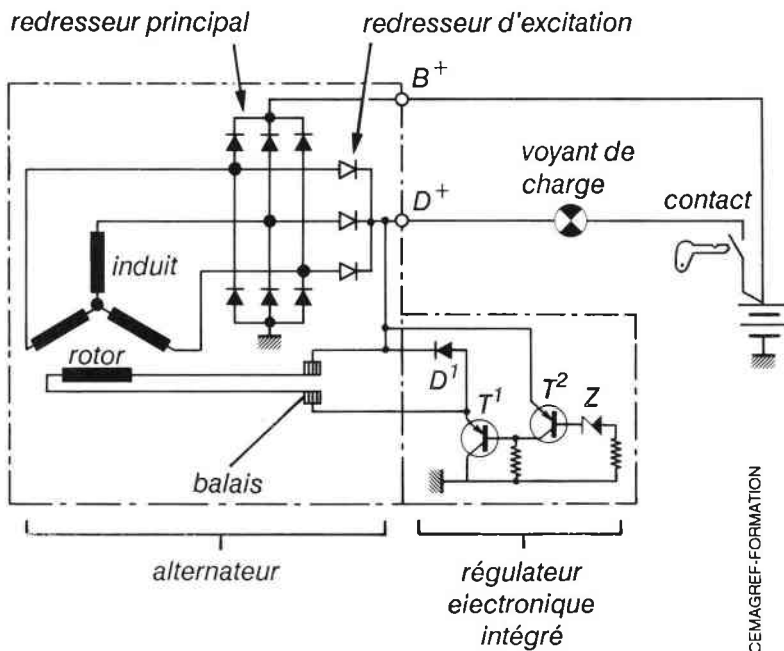 redresseur principal
redresseur d'excitation
B+
voyant de
charge
D+
contact
induit
rotor
D1
T1
T2
Z
balais
alternateur
régulateur
electronique
intégré
CEMAGREF-FORMATION